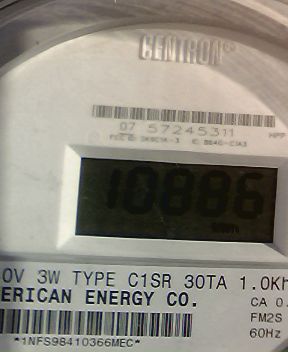 CENTRON®
07 57245311
10886
0V 3W TYPE C1SR 30TA 1.0Kh
ERICAN ENERGY CO.
CA 0.
FM2S
60Hz
*1NFS98410366MEC*